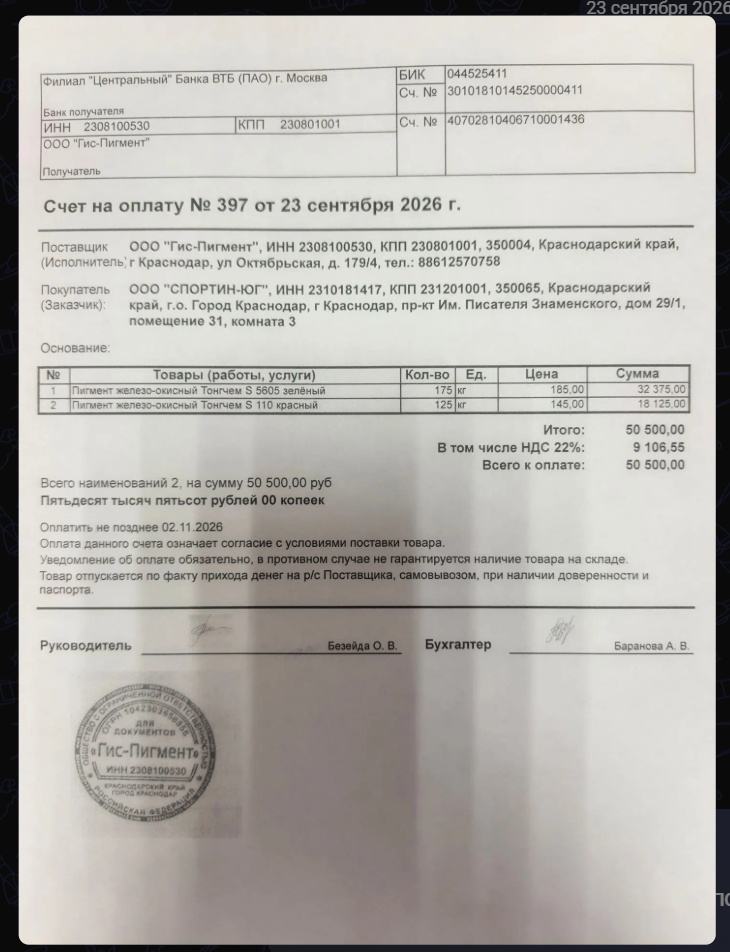 23 сентября 2026
Филиал "Центральный" Банка ВТБ (ПАО) г. Москва
БИК 044525411
Сч. № 30101810145250000411
Банк получателя
ИНН 2308100530 КПП 230801001 Сч. № 40702810406710001436
ООО "Гис-Пигмент"
Получатель
Счет на оплату № 397 от 23 сентября 2026 г.
Поставщик ООО "Гис-Пигмент", ИНН 2308100530, КПП 230801001, 350004, Краснодарский край,
(Исполнитель) г Краснодар, ул Октябрьская, д. 179/4, тел.: 88612570758
Покупатель ООО "СПОРТИН-ЮГ", ИНН 2310181417, КПП 231201001, 350065, Краснодарский
(Заказчик): край, г.о. Город Краснодар, г Краснодар, пр-кт Им. Писателя Знаменского, дом 29/1,
помещение 31, комната 3
Основание:
№ Товары (работы, услуги) Кол-во Ед. Цена Сумма
1 Пигмент железо-окисный Тонгчем S 5605 зелёный 175 кг 185,00 32 375,00
2 Пигмент железо-окисный Тонгчем S 110 красный 125 кг 145,00 18 125,00
Итого: 50 500,00
В том числе НДС 22%: 9 106,55
Всего к оплате: 50 500,00
Всего наименований 2, на сумму 50 500,00 руб
Пятьдесят тысяч пятьсот рублей 00 копеек
Оплатить не позднее 02.11.2026
Оплата данного счета означает согласие с условиями поставки товара.
Уведомление об оплате обязательно, в противном случае не гарантируется наличие товара на складе.
Товар отпускается по факту прихода денег на р/с Поставщика, самовывозом, при наличии доверенности и
паспорта.
Руководитель Безейда О. В. Бухгалтер Баранова А. В.
ОБЩЕСТВО С ОГРАНИЧЕННОЙ ОТВЕТСТВЕННОСТЬЮ
ДЛЯ
ДОКУМЕНТОВ
Гис-Пигмент
ИНН 2308100530
КРАСНОДАРСКИЙ КРАЙ
ГОРОД КРАСНОДАР
РОССИЙСКАЯ ФЕДЕРАЦИЯ